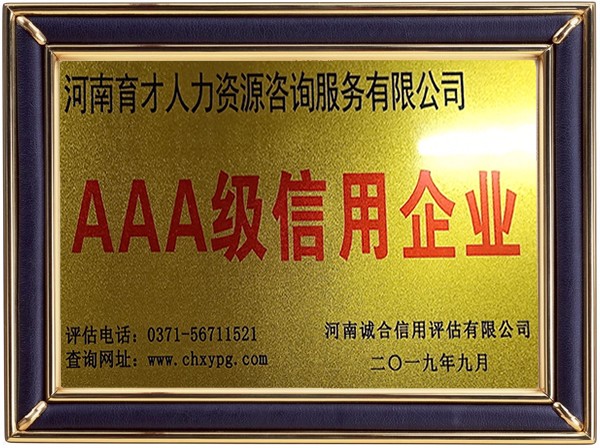 河南育才人力资源咨询服务有限公司
AAA级信用企业
评估电话：0371-56711521
河南诚合信用评估有限公司
查询网址：www.chxypg.com
二〇一九年九月